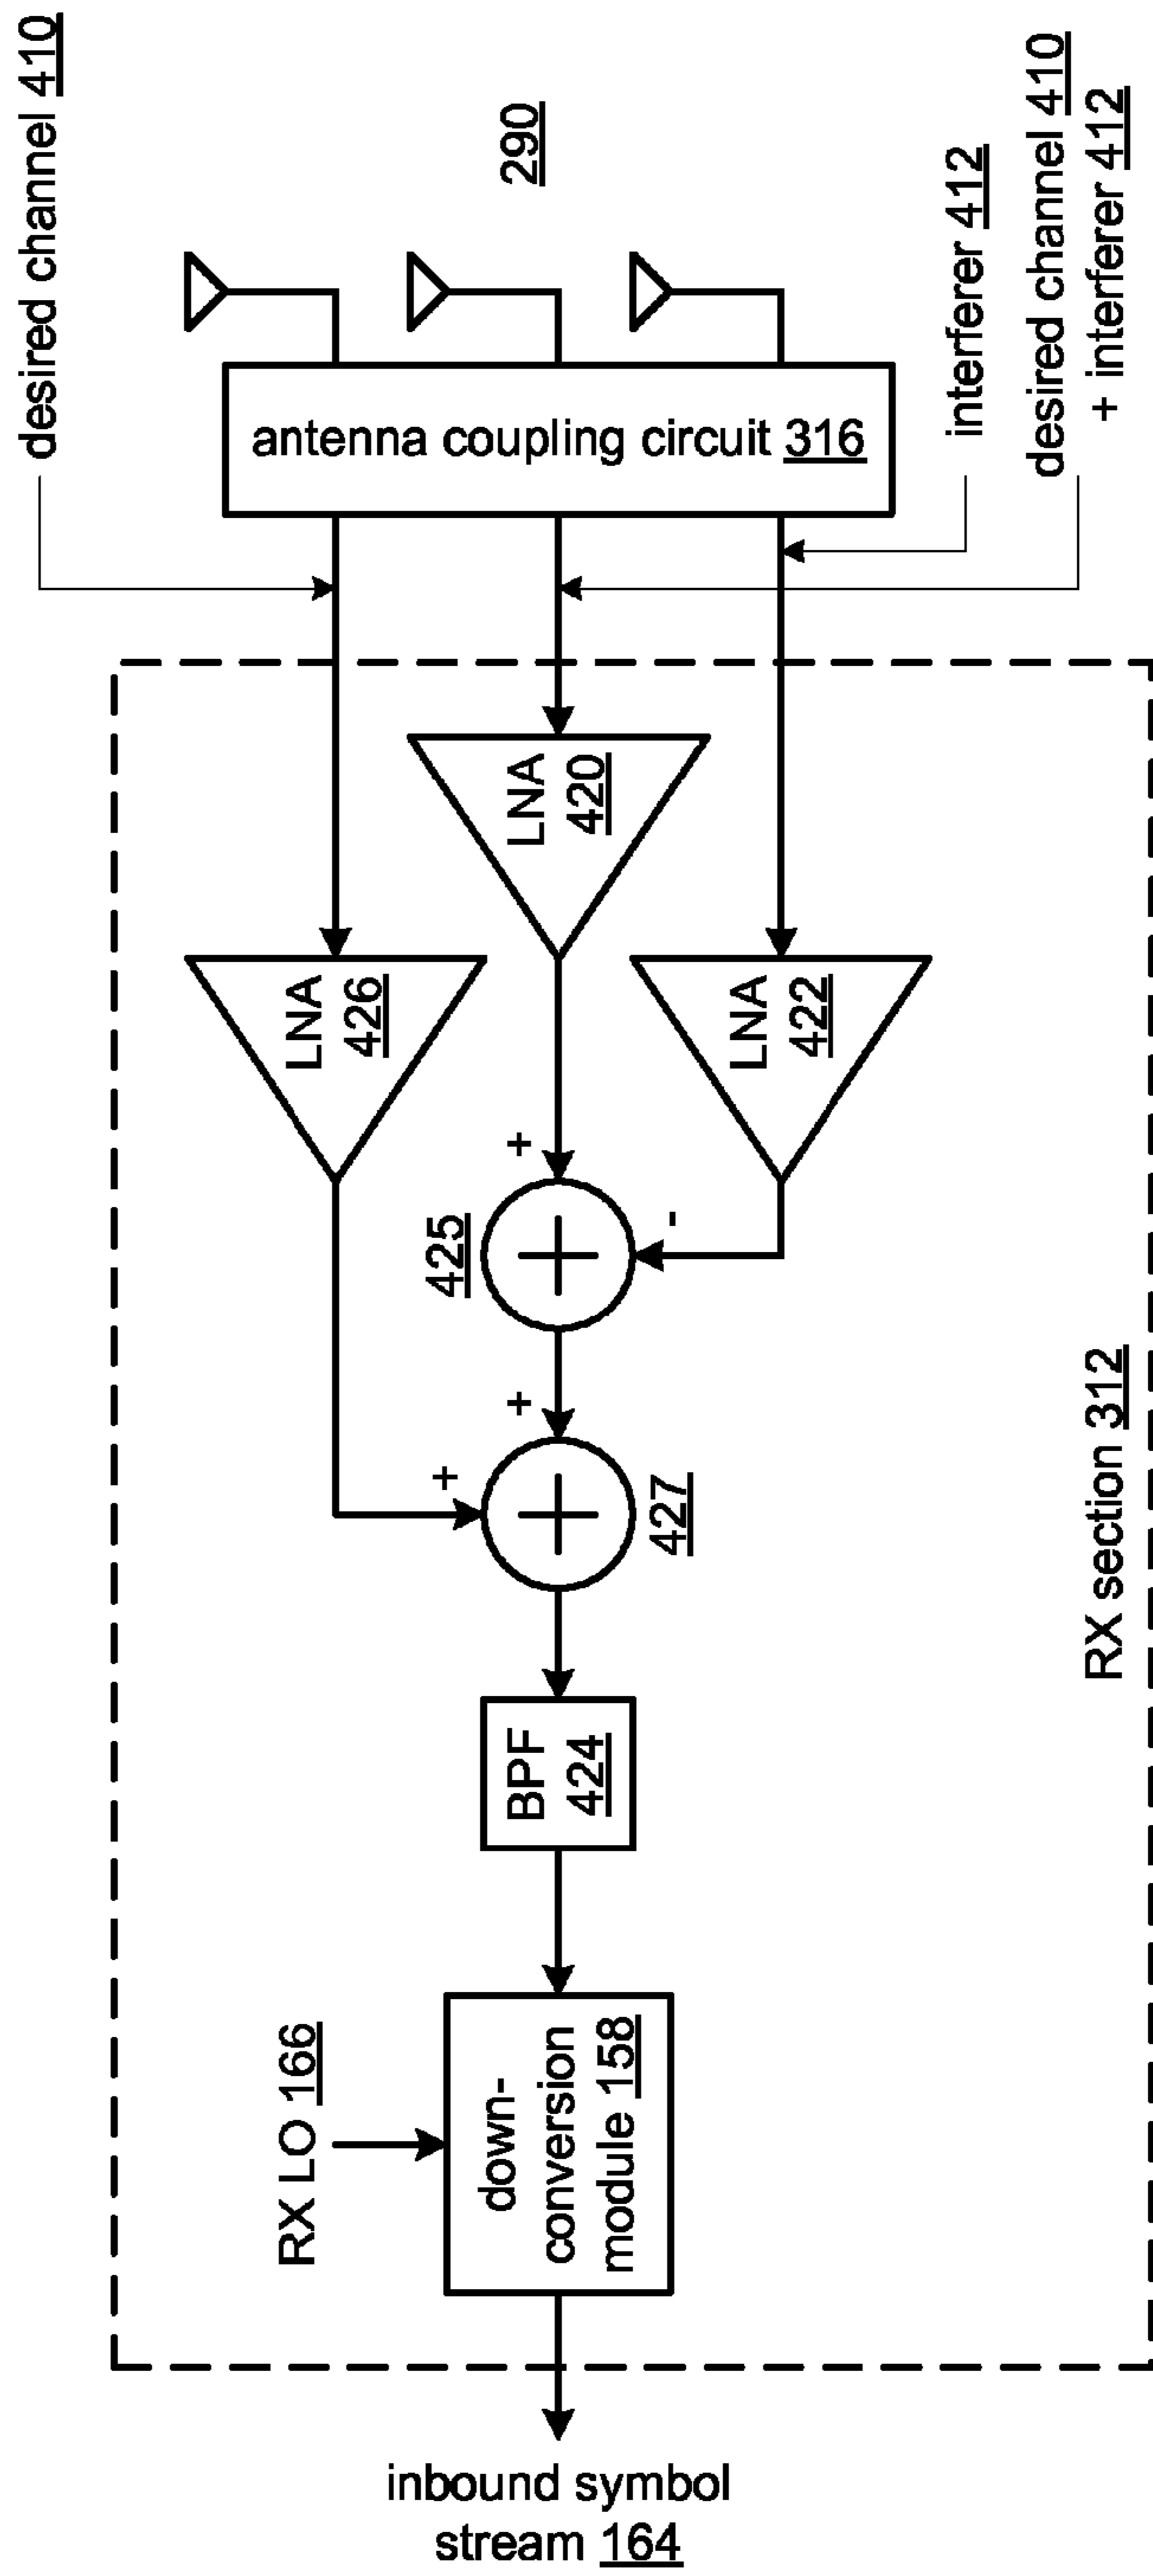 desired channel 410
290
antenna coupling circuit 316
interferer 412
desired channel 410
+ interferer 412
LNA
426
LNA
420
LNA
422
+
-
425
+
+
427
BPF
424
RX LO 166
down-
conversion
module 158
RX section 312
inbound symbol
stream 164